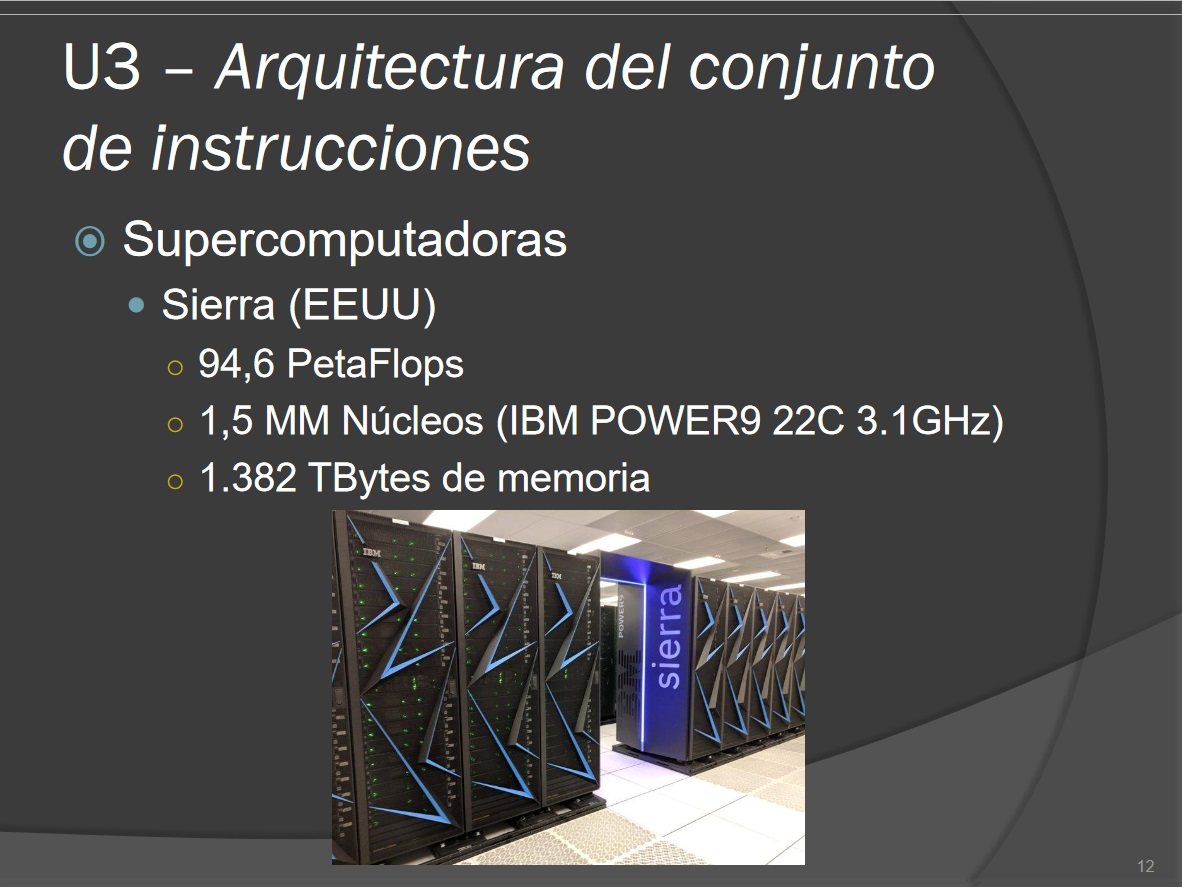 U3 – Arquitectura del conjunto
de instrucciones
Supercomputadoras
Sierra (EEUU)
94,6 PetaFlops
1,5 MM Núcleos (IBM POWER9 22C 3.1GHz)
1.382 TBytes de memoria
IBM
IBM
IBM
POWER9
sierra
12